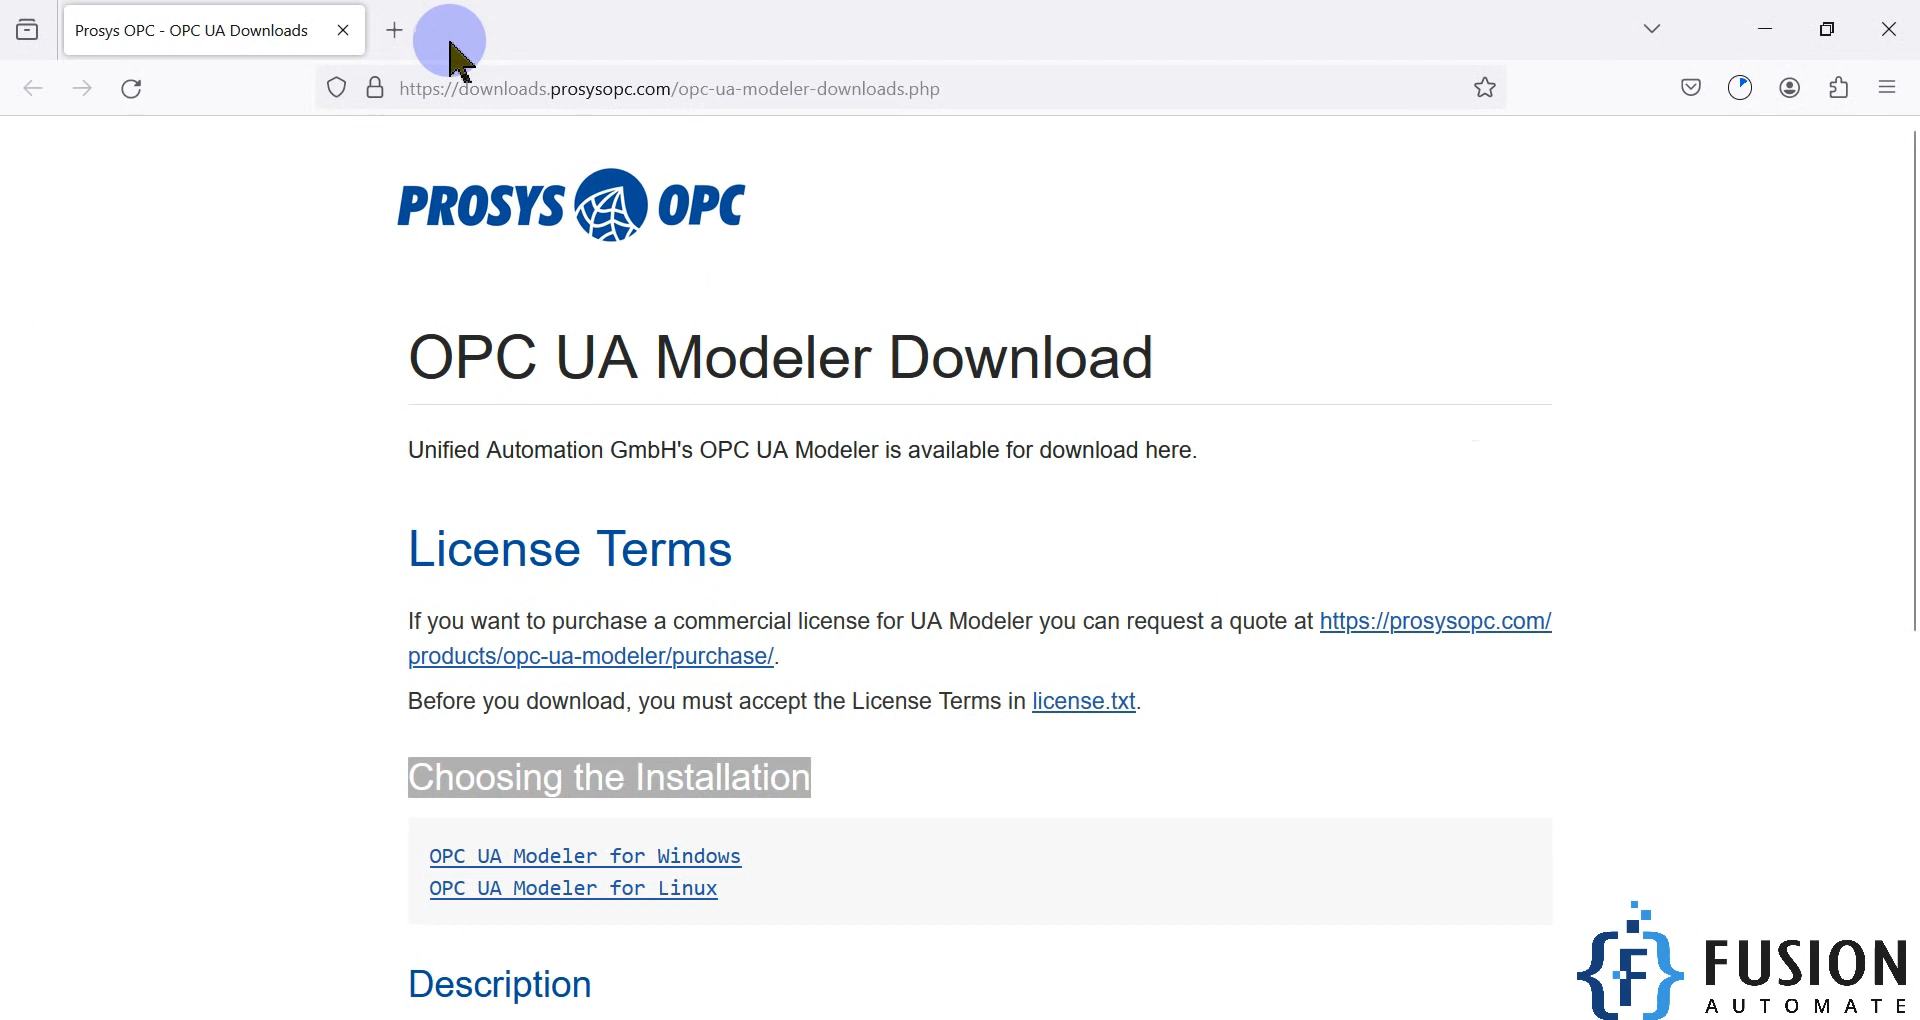 Prosys OPC - OPC UA Downloads
https://downloads.prosysopc.com/opc-ua-modeler-downloads.php
PROSYS OPC
OPC UA Modeler Download
Unified Automation GmbH's OPC UA Modeler is available for download here.
License Terms
If you want to purchase a commercial license for UA Modeler you can request a quote at https://prosysopc.com/
products/opc-ua-modeler/purchase/.
Before you download, you must accept the License Terms in license.txt.
Choosing the Installation
OPC UA Modeler for Windows
OPC UA Modeler for Linux
Description
FUSION
AUTOMATE